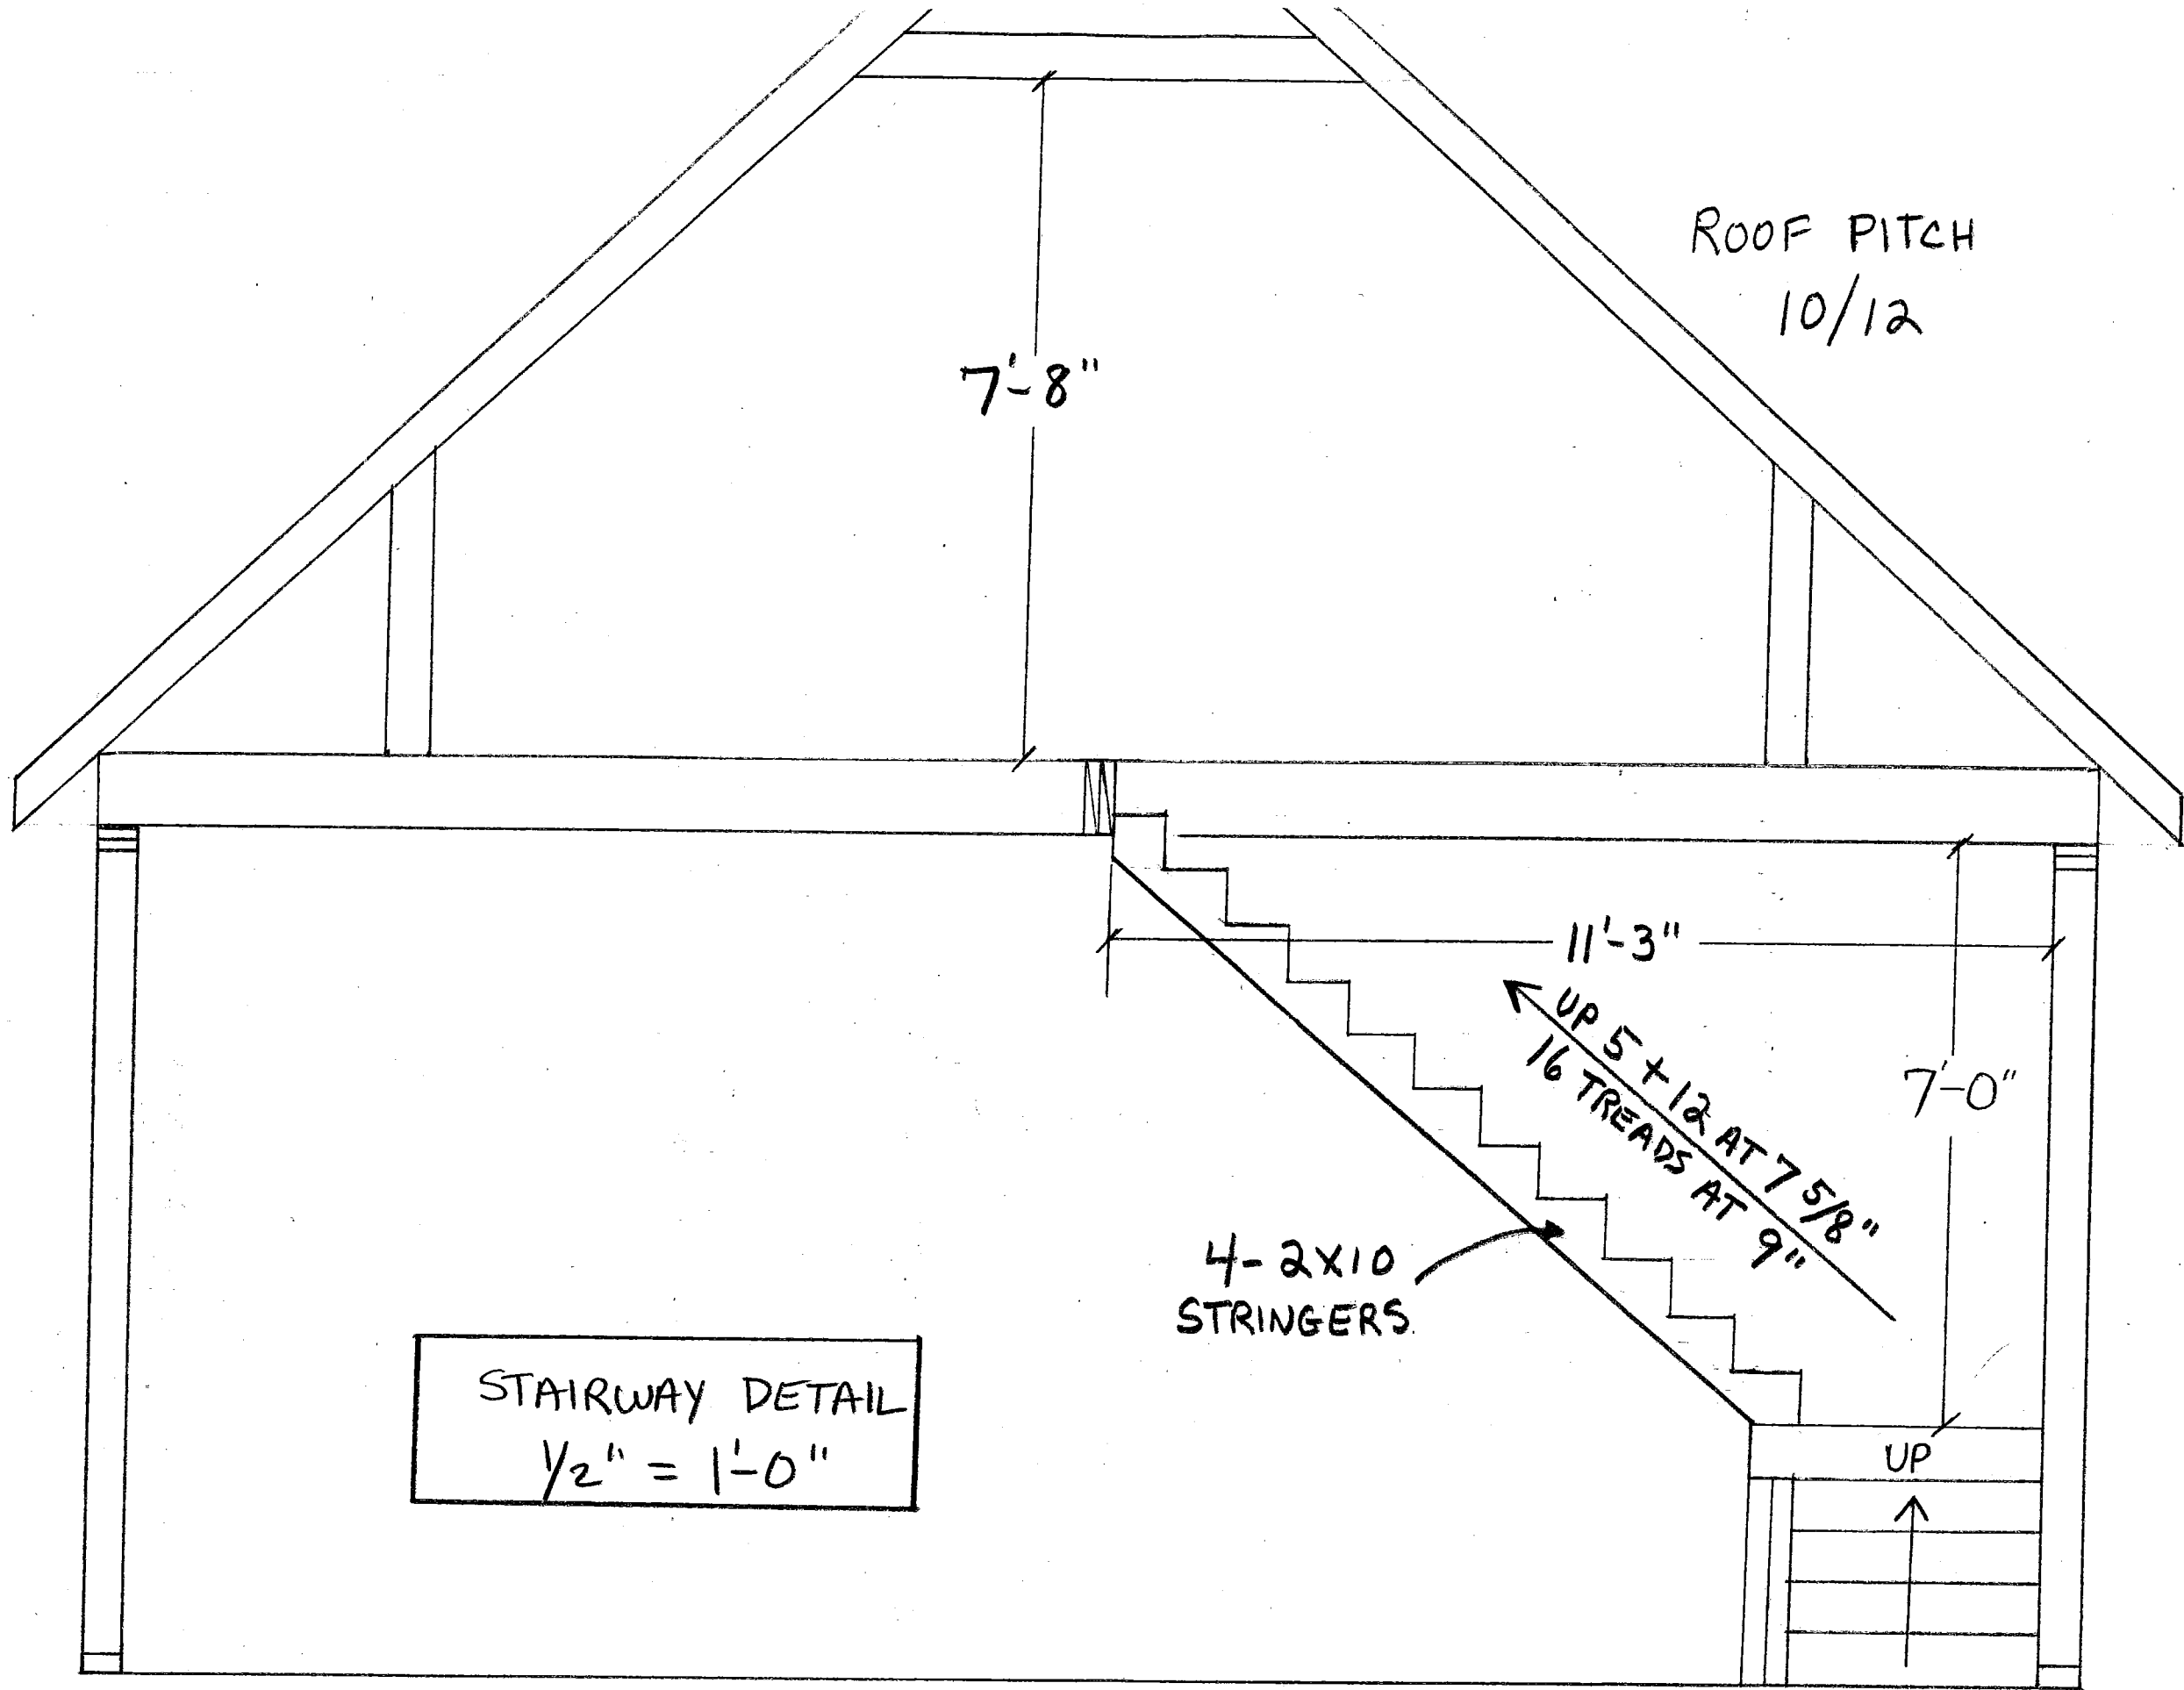 ROOF PITCH
10/12
7'-8"
11'-3"
UP 5 + 12 AT 7 5/8"
16 TREADS AT 9"
7'-0"
4-2X10
STRINGERS
STAIRWAY DETAIL
1/2" = 1'-0"
UP